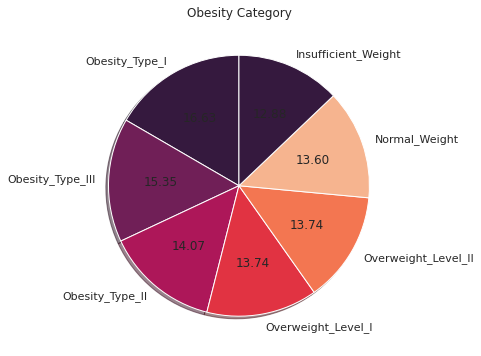 Obesity Category
Insufficient_Weight
Obesity_Type_I
Normal_Weight
13.60
Obesity_Type_III
15.35
13.74
14.07
Overweight_Level_II
13.74
Obesity_Type_II
Overweight_Level_I